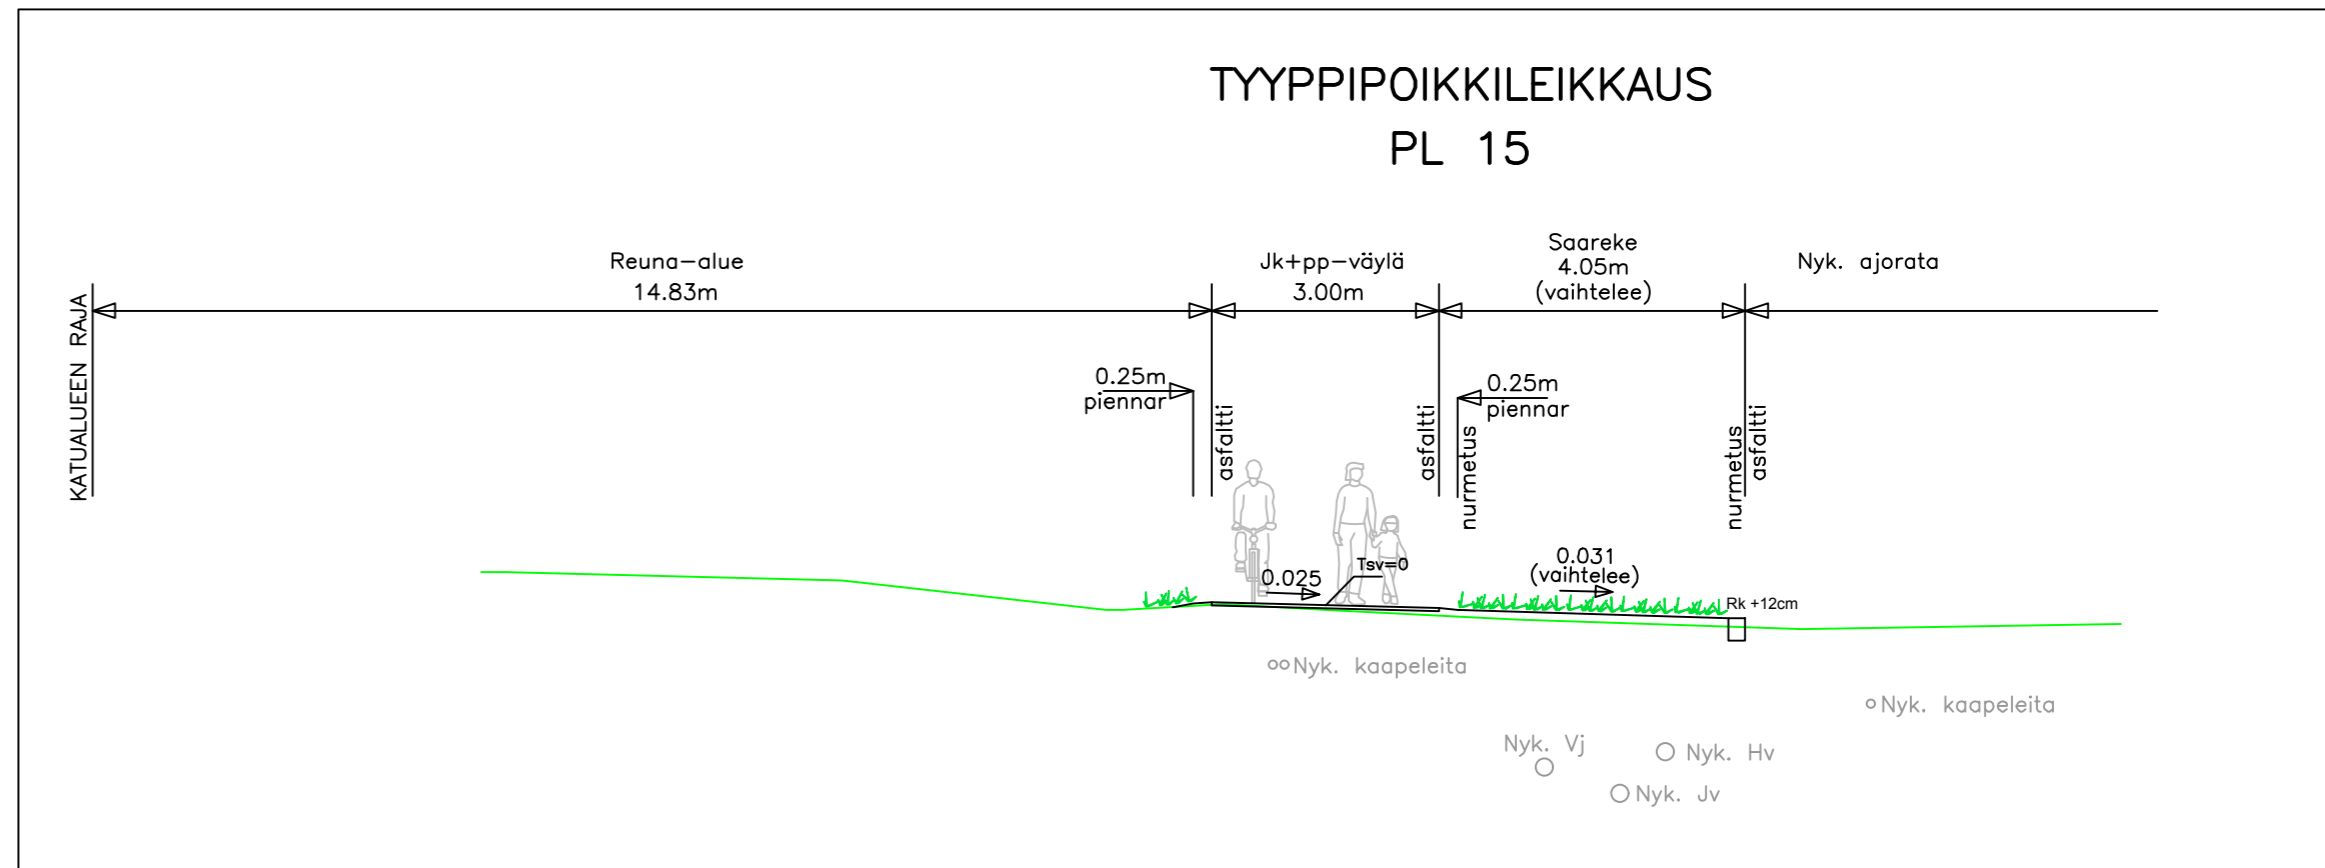 TYYPPIPOIKKILEIKKAUS
PL 15
KATUALUEEN RAJA
Reuna-alue
14.83m
Jk+pp-väylä
3.00m
Saareke
4.05m
(vaihtelee)
Nyk. ajorata
0.25m
piennar
asfaltti
asfaltti
0.25m
piennar
nurmetus
nurmetus
asfaltti
0.025
Tsv=0
0.031
(vaihtelee)
Rk +12cm
Nyk. kaapeleita
Nyk. kaapeleita
Nyk. Vj
Nyk. Hv
Nyk. Jv